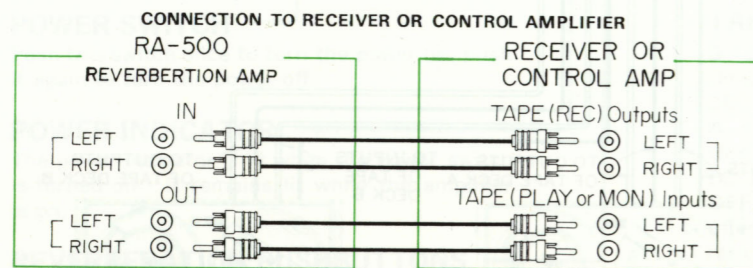 CONNECTION TO RECEIVER OR CONTROL AMPLIFIER
RA-500
REVERBERTION AMP
IN
LEFT
RIGHT
OUT
LEFT
RIGHT
RECEIVER OR
CONTROL AMP
TAPE (REC) Outputs
LEFT
RIGHT
TAPE (PLAY or MON) Inputs
LEFT
RIGHT